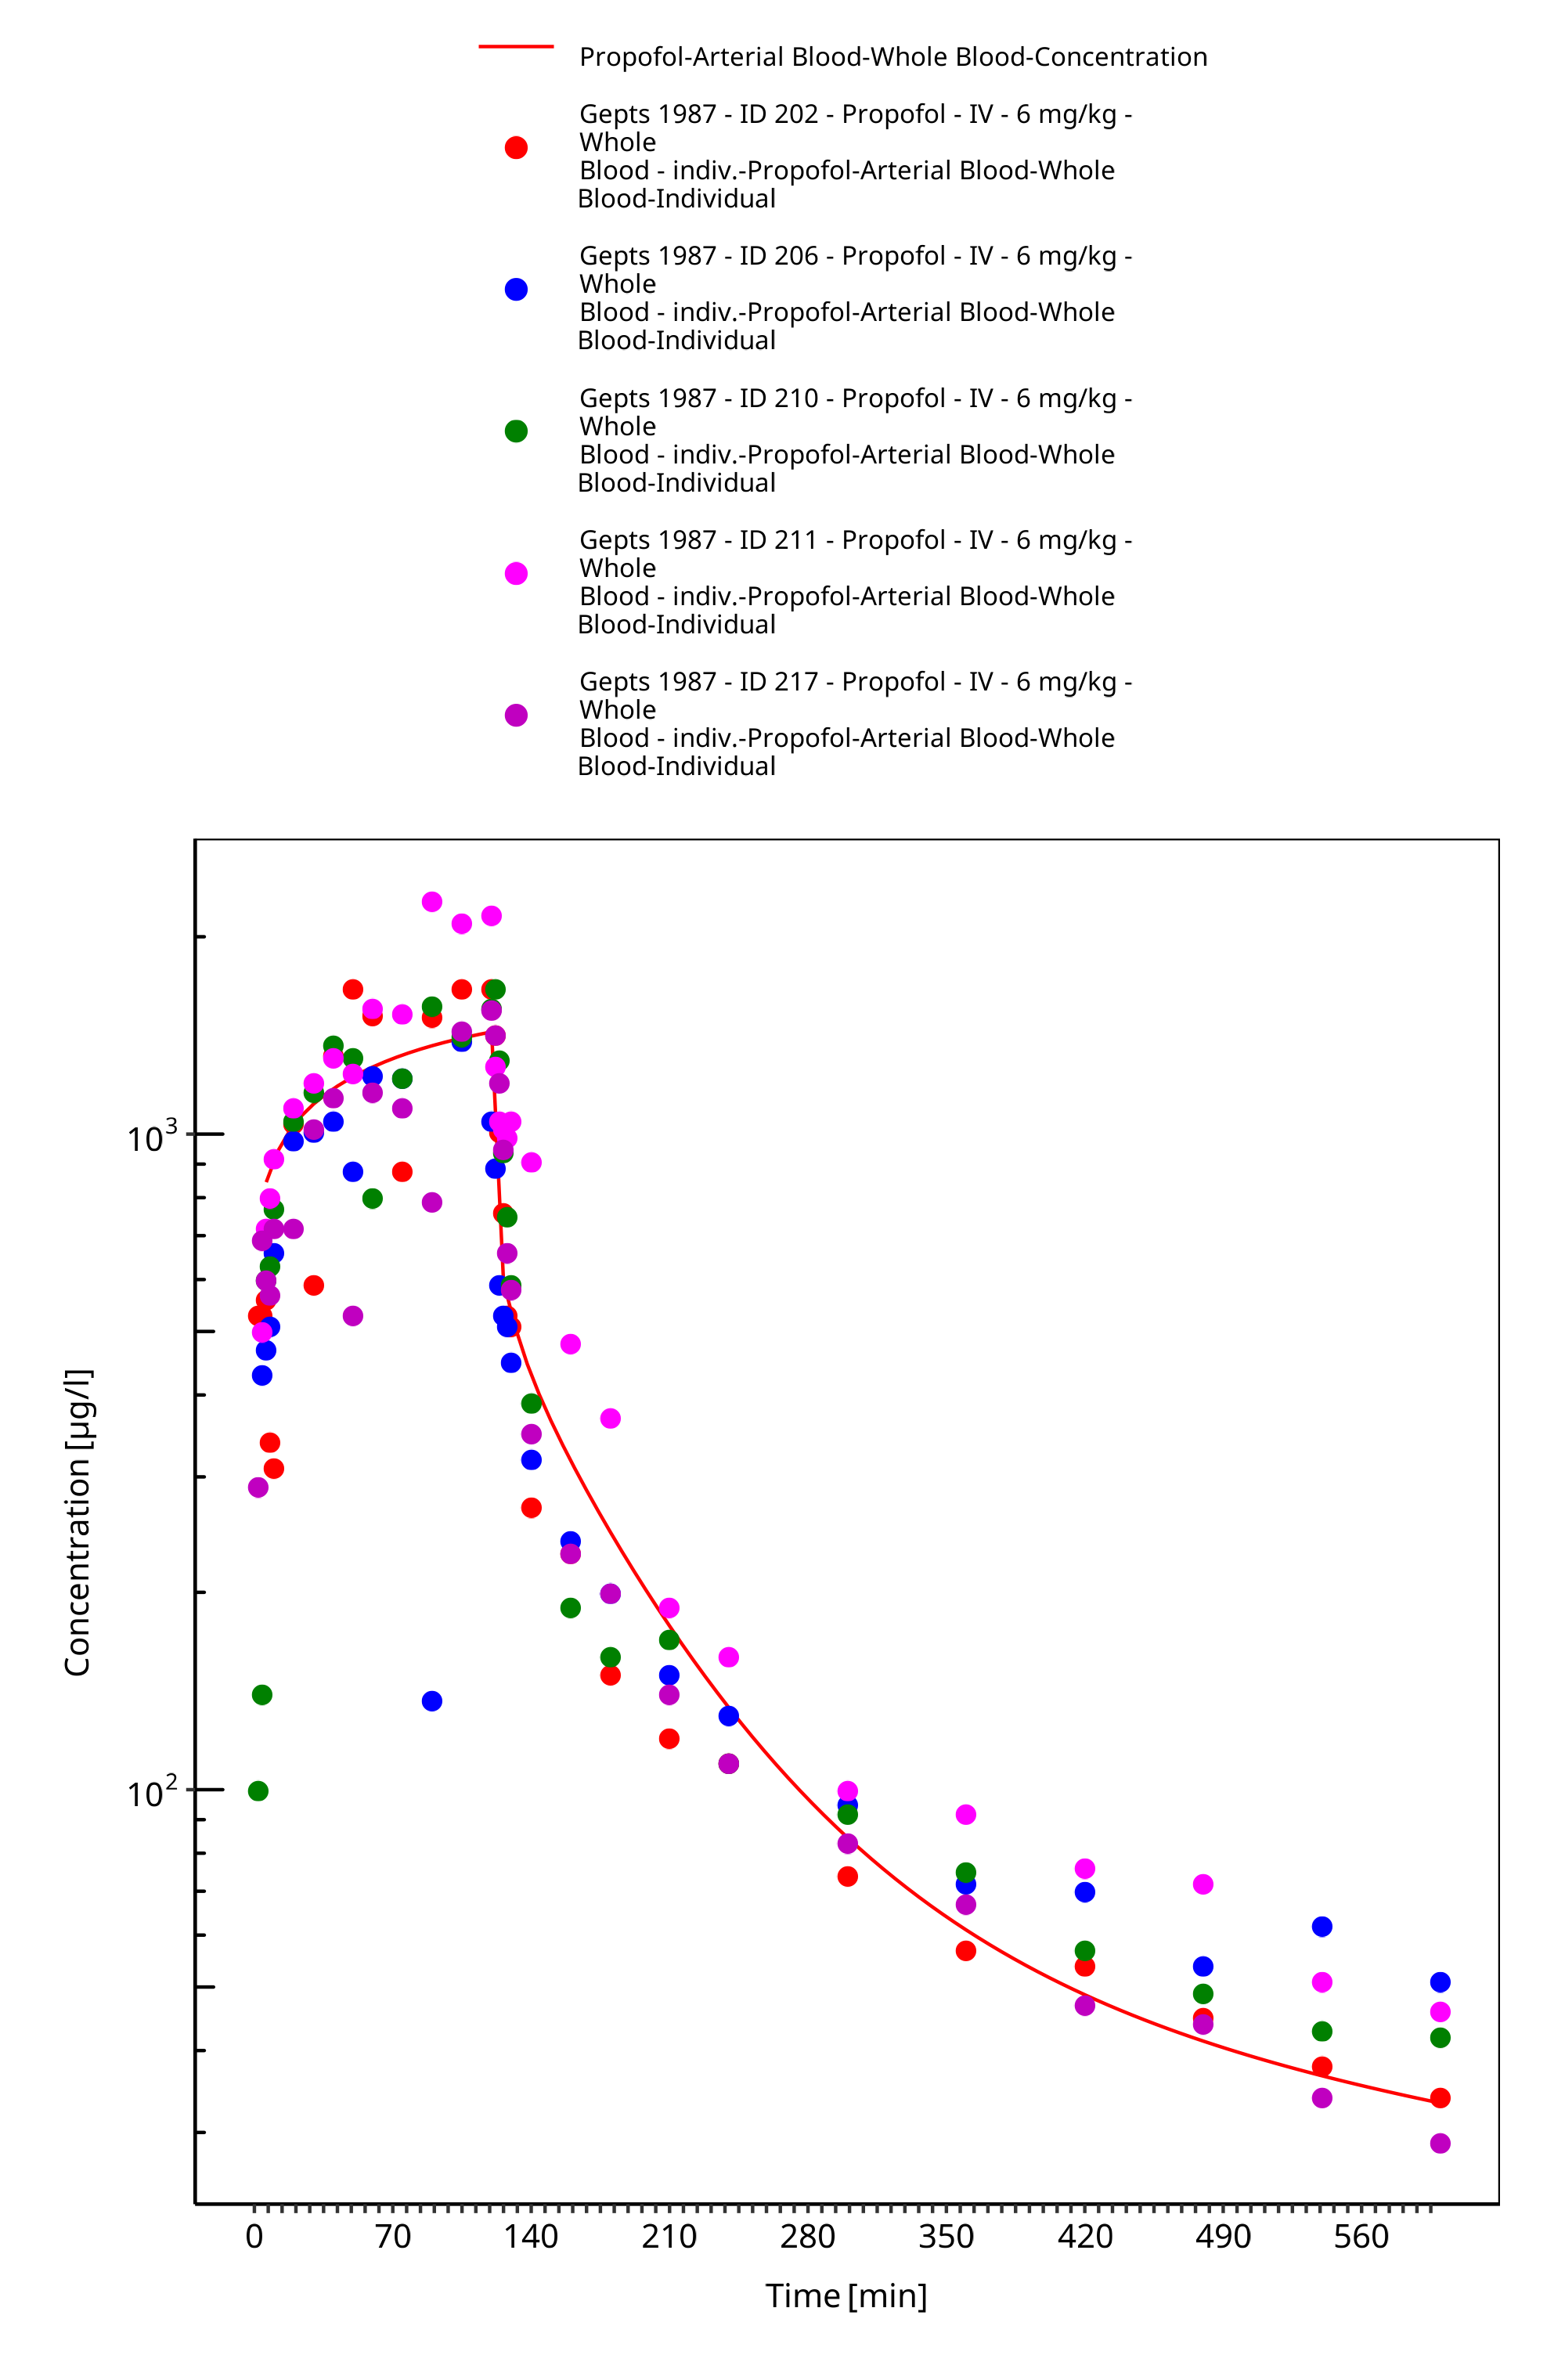 Propofol-Arterial Blood-Whole Blood-Concentration
Gepts 1987 - ID 202 - Propofol - IV - 6 mg/kg -
Whole
Blood - indiv.-Propofol-Arterial Blood-Whole
Blood-Individual
Gepts 1987 - ID 206 - Propofol - IV - 6 mg/kg -
Whole
Blood - indiv.-Propofol-Arterial Blood-Whole
Blood-Individual
Gepts 1987 - ID 210 - Propofol - IV - 6 mg/kg -
Whole
Blood - indiv.-Propofol-Arterial Blood-Whole
Blood-Individual
Gepts 1987 - ID 211 - Propofol - IV - 6 mg/kg -
Whole
Blood - indiv.-Propofol-Arterial Blood-Whole
Blood-Individual
Gepts 1987 - ID 217 - Propofol - IV - 6 mg/kg -
Whole
Blood - indiv.-Propofol-Arterial Blood-Whole
Blood-Individual
10³
10²
Concentration [µg/l]
0 70 140 210 280 350 420 490 560
Time [min]